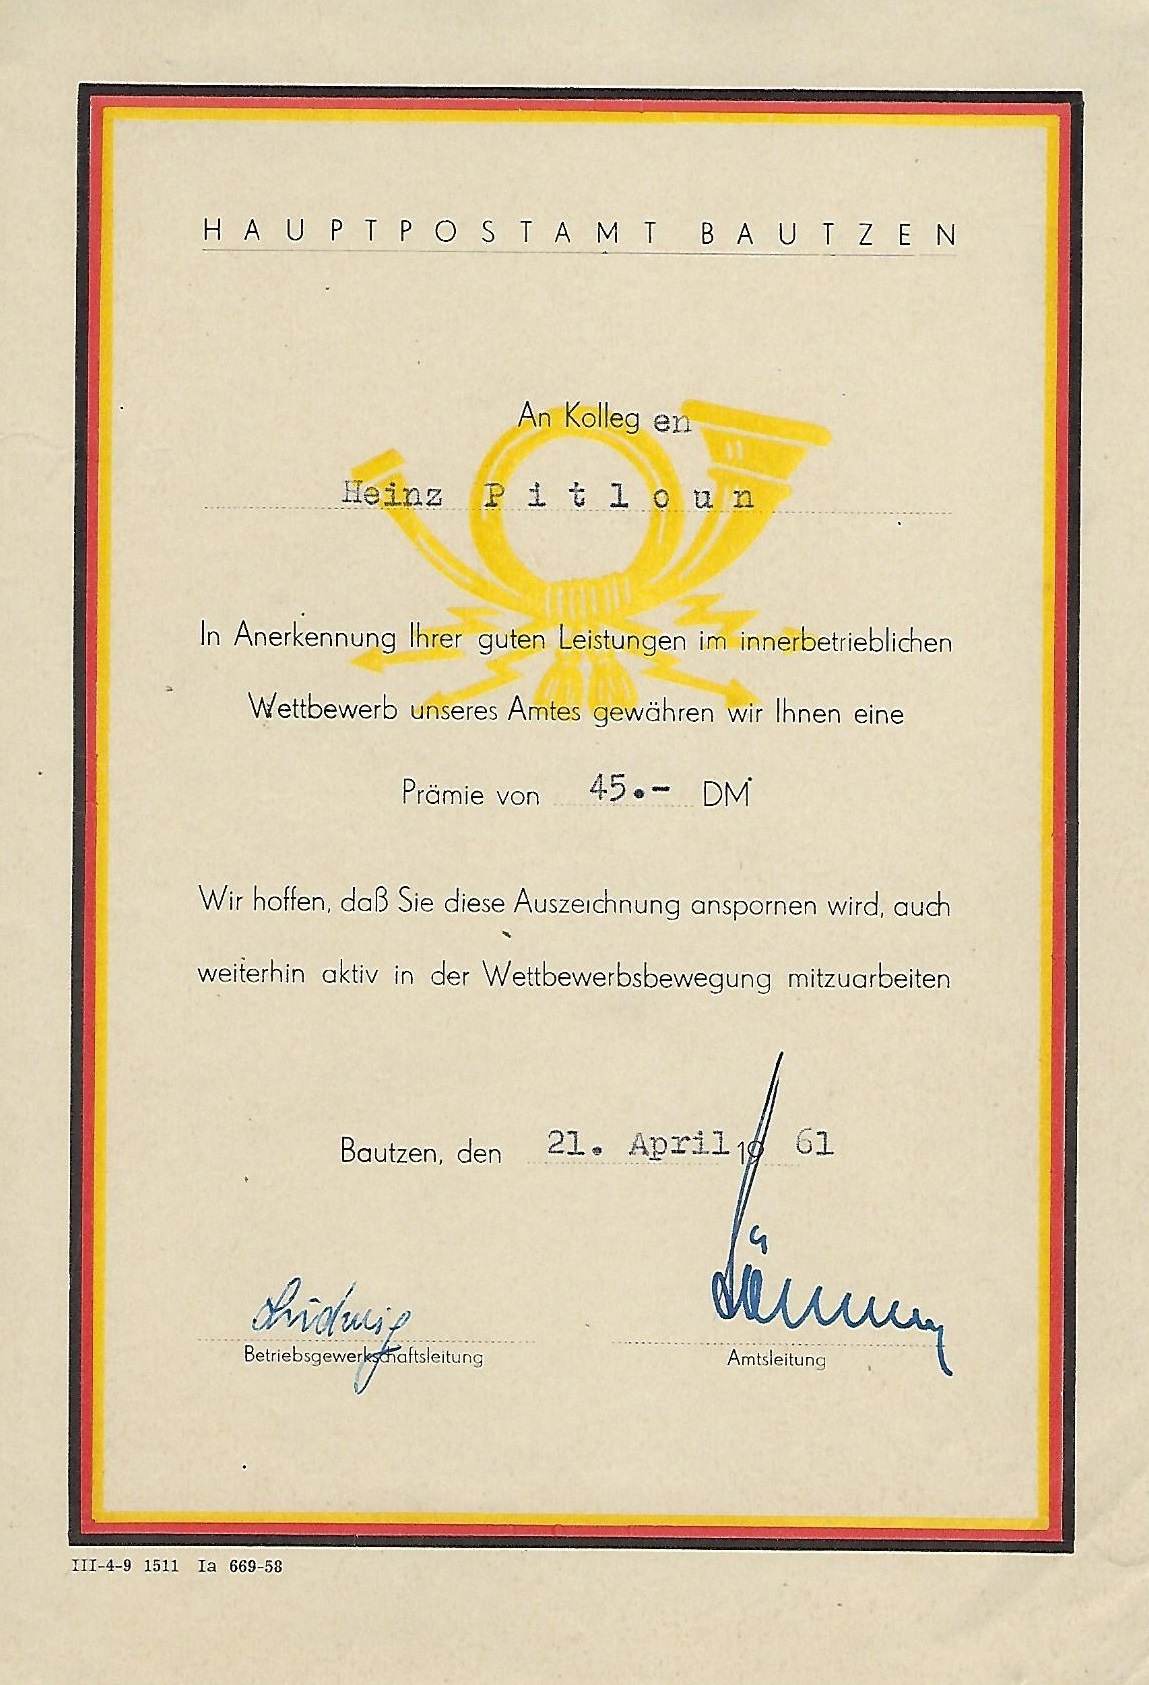 HAUPTPOSTAMT BAUTZEN
An Kolleg en
Heinz Pitloun
In Anerkennung Ihrer guten Leistungen im innerbetrieblichen
Wettbewerb unseres Amtes gewähren wir Ihnen eine
Prämie von 45.- DM
Wir hoffen, daß Sie diese Auszeichnung anspornen wird, auch
weiterhin aktiv in der Wettbewerbsbewegung mitzuarbeiten
Bautzen, den 21. April 19 61
Ludwig
Betriebsgewerkschaftsleitung
Amtsleitung
III-4-9 1511 Ia 669-58